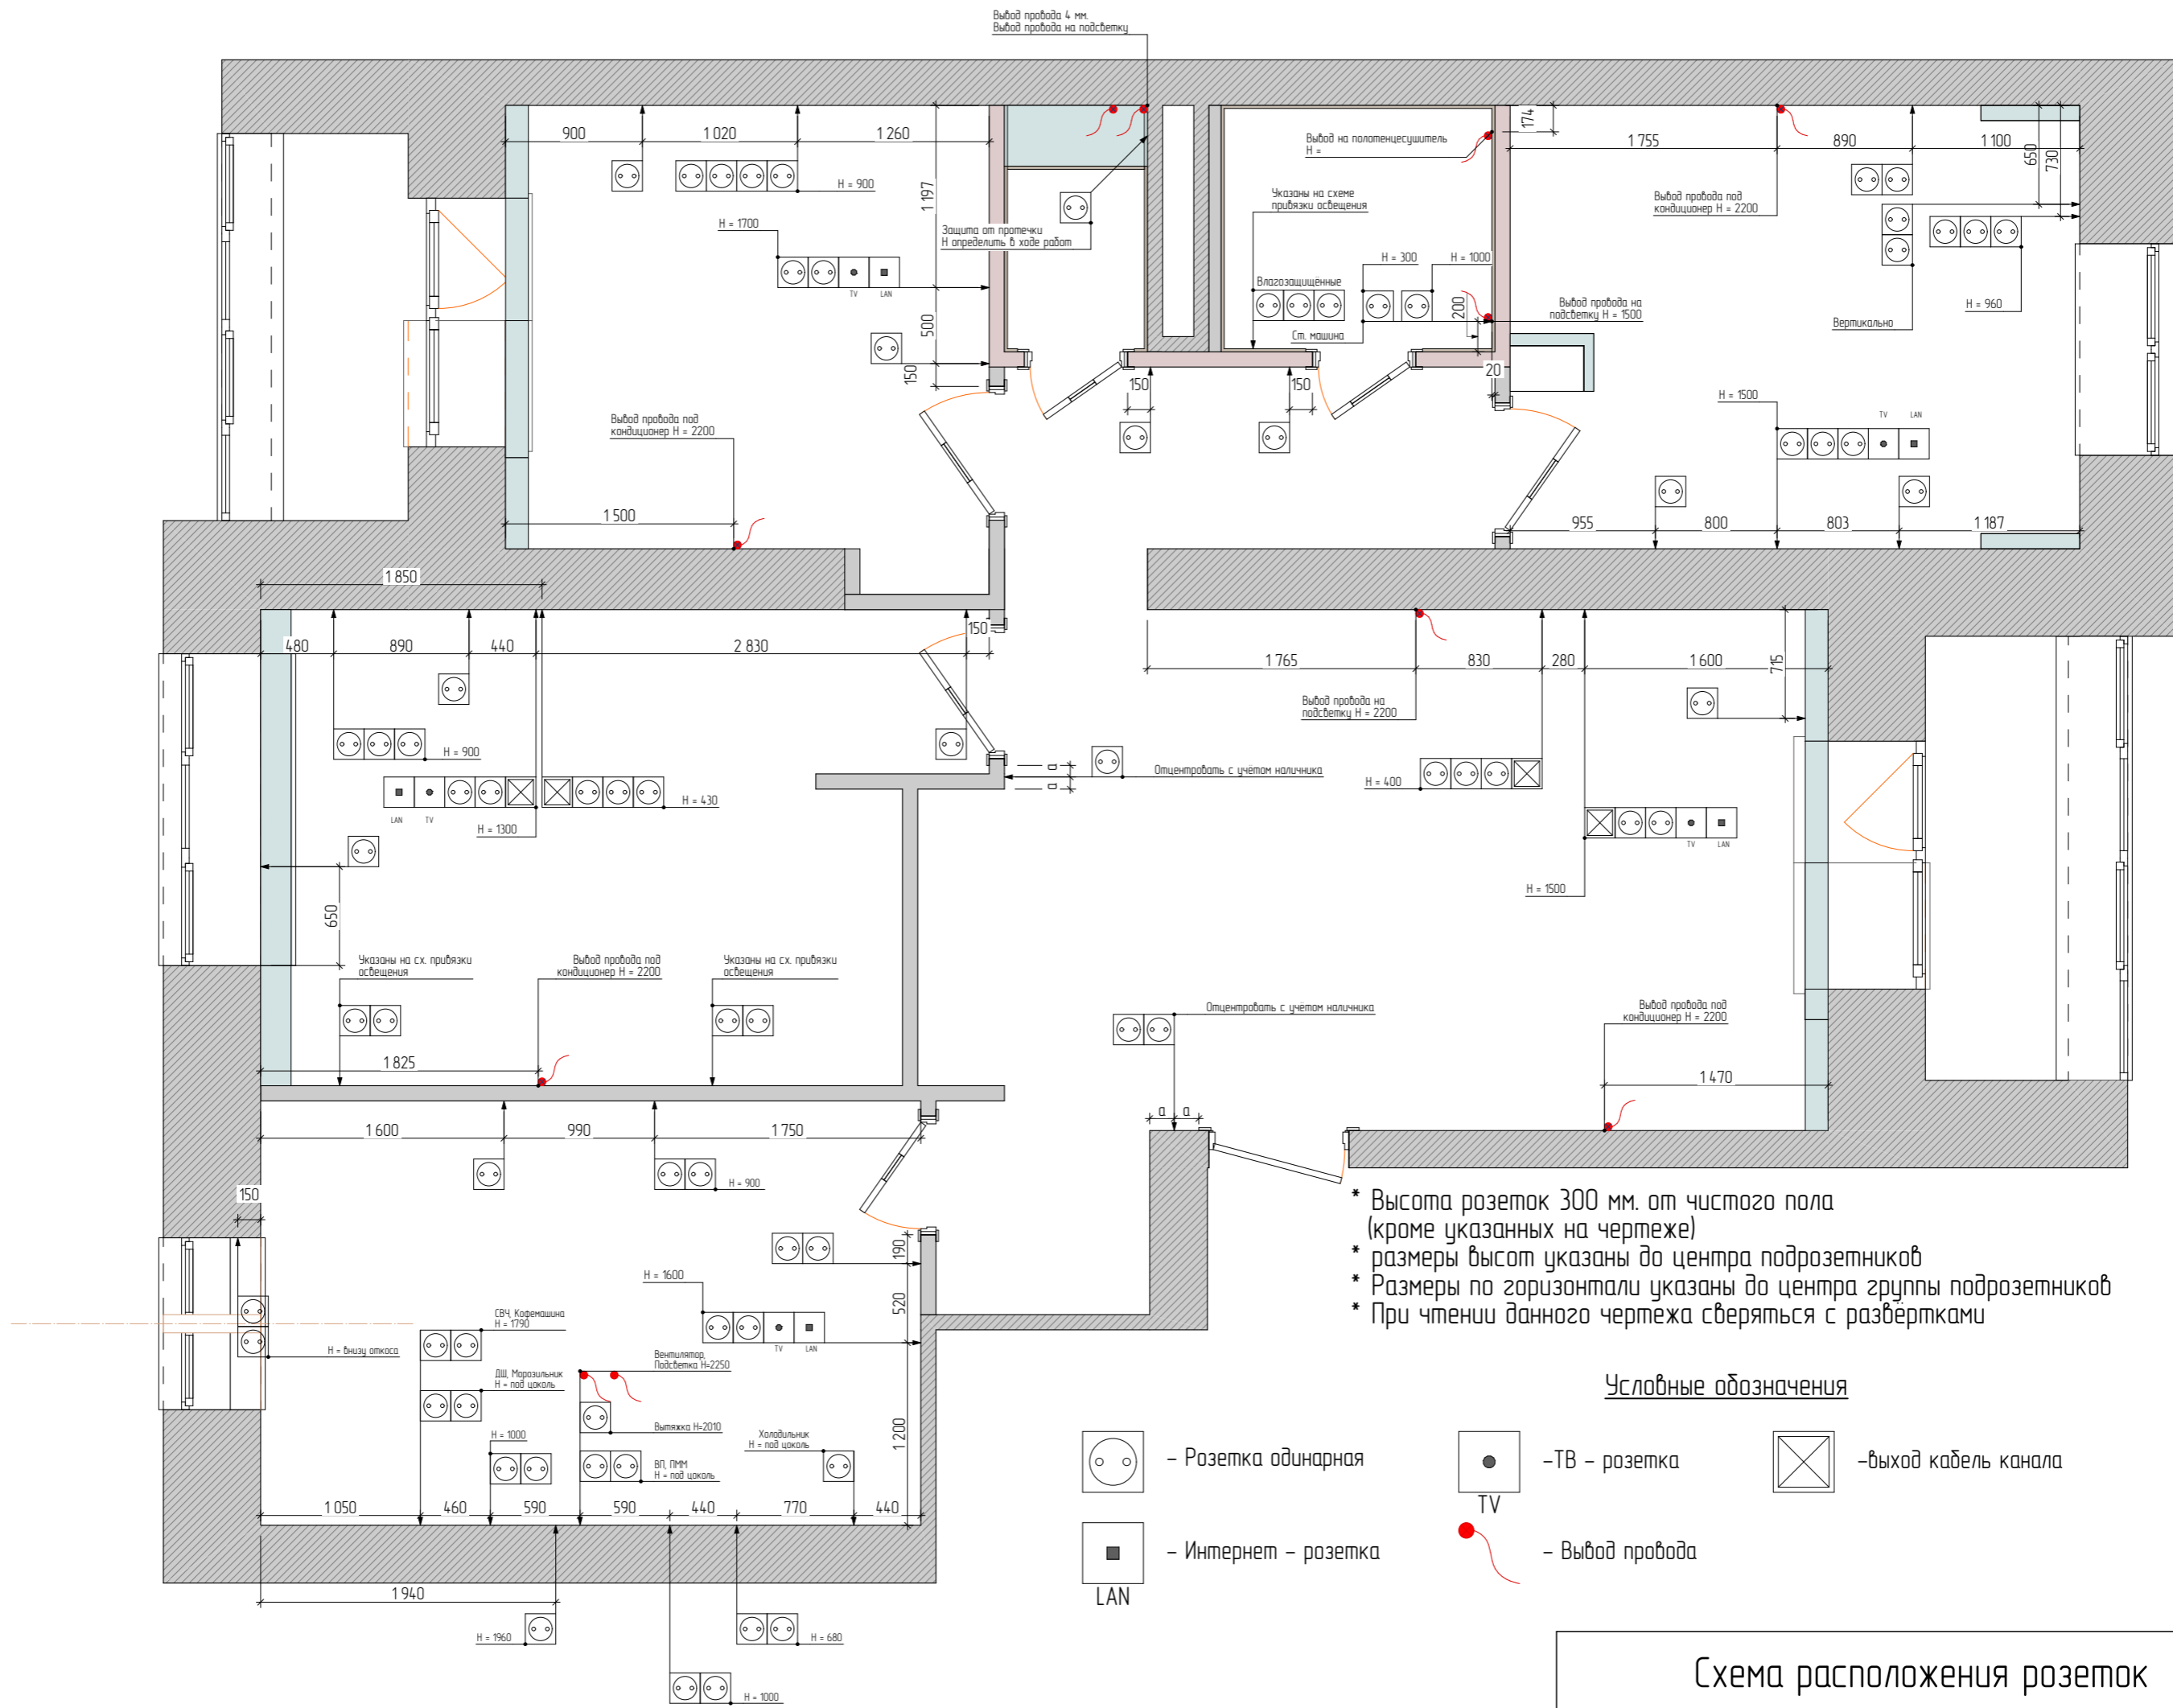 Вывод провода 4 мм.
Вывод провода на подсветку
900
1 020
1 260
H = 900
1 197
H = 1700
TV
LAN
500
150
Защита от протечки
H определить в ходе работ
Вывод на полотенцесушитель
H =
Указаны на схеме
привязки освещения
Влагозащищённые
H = 300
H = 1000
200
Ст. машина
20
174
1 755
890
1 100
650
730
Вывод провода под
кондиционер H = 2200
Вывод провода на
подсветку H = 1500
Вертикально
H = 960
H = 1500
TV
LAN
955
800
803
1 187
150
150
Вывод провода под
кондиционер H = 2200
1 500
1 850
480
890
440
2 830
150
H = 900
LAN
TV
H = 1300
H = 430
650
Указаны на сх. привязки
освещения
Вывод провода под
кондиционер H = 2200
Указаны на сх. привязки
освещения
1 825
a
a
Отцентровать с учётом наличника
1 765
830
280
1 600
715
Вывод провода на
подсветку H = 2200
H = 400
TV
LAN
H = 1500
Отцентровать с учётом наличника
a
a
Вывод провода под
кондиционер H = 2200
1 470
1 600
990
1 750
H = 900
150
H = внизу откоса
190
520
1 200
H = 1600
TV
LAN
СВЧ, Кофемашина
H = 1790
ДШ, Морозильник
H = под цоколь
Вентилятор,
Подсветка H=2250
Вытяжка H=2010
H = 1000
ВП, ПММ
H = под цоколь
Холодильник
H = под цоколь
1 050
460
590
590
440
770
440
1 940
H = 1960
H = 680
H = 1000
* Высота розеток 300 мм. от чистого пола
(кроме указанных на чертеже)
* размеры высот указаны до центра подрозетников
* Размеры по горизонтали указаны до центра группы подрозетников
* При чтении данного чертежа сверяться с развёртками
Условные обозначения
- Розетка одинарная
TV
-ТВ - розетка
-выход кабель канала
LAN
- Интернет - розетка
- Вывод провода
Схема расположения розеток